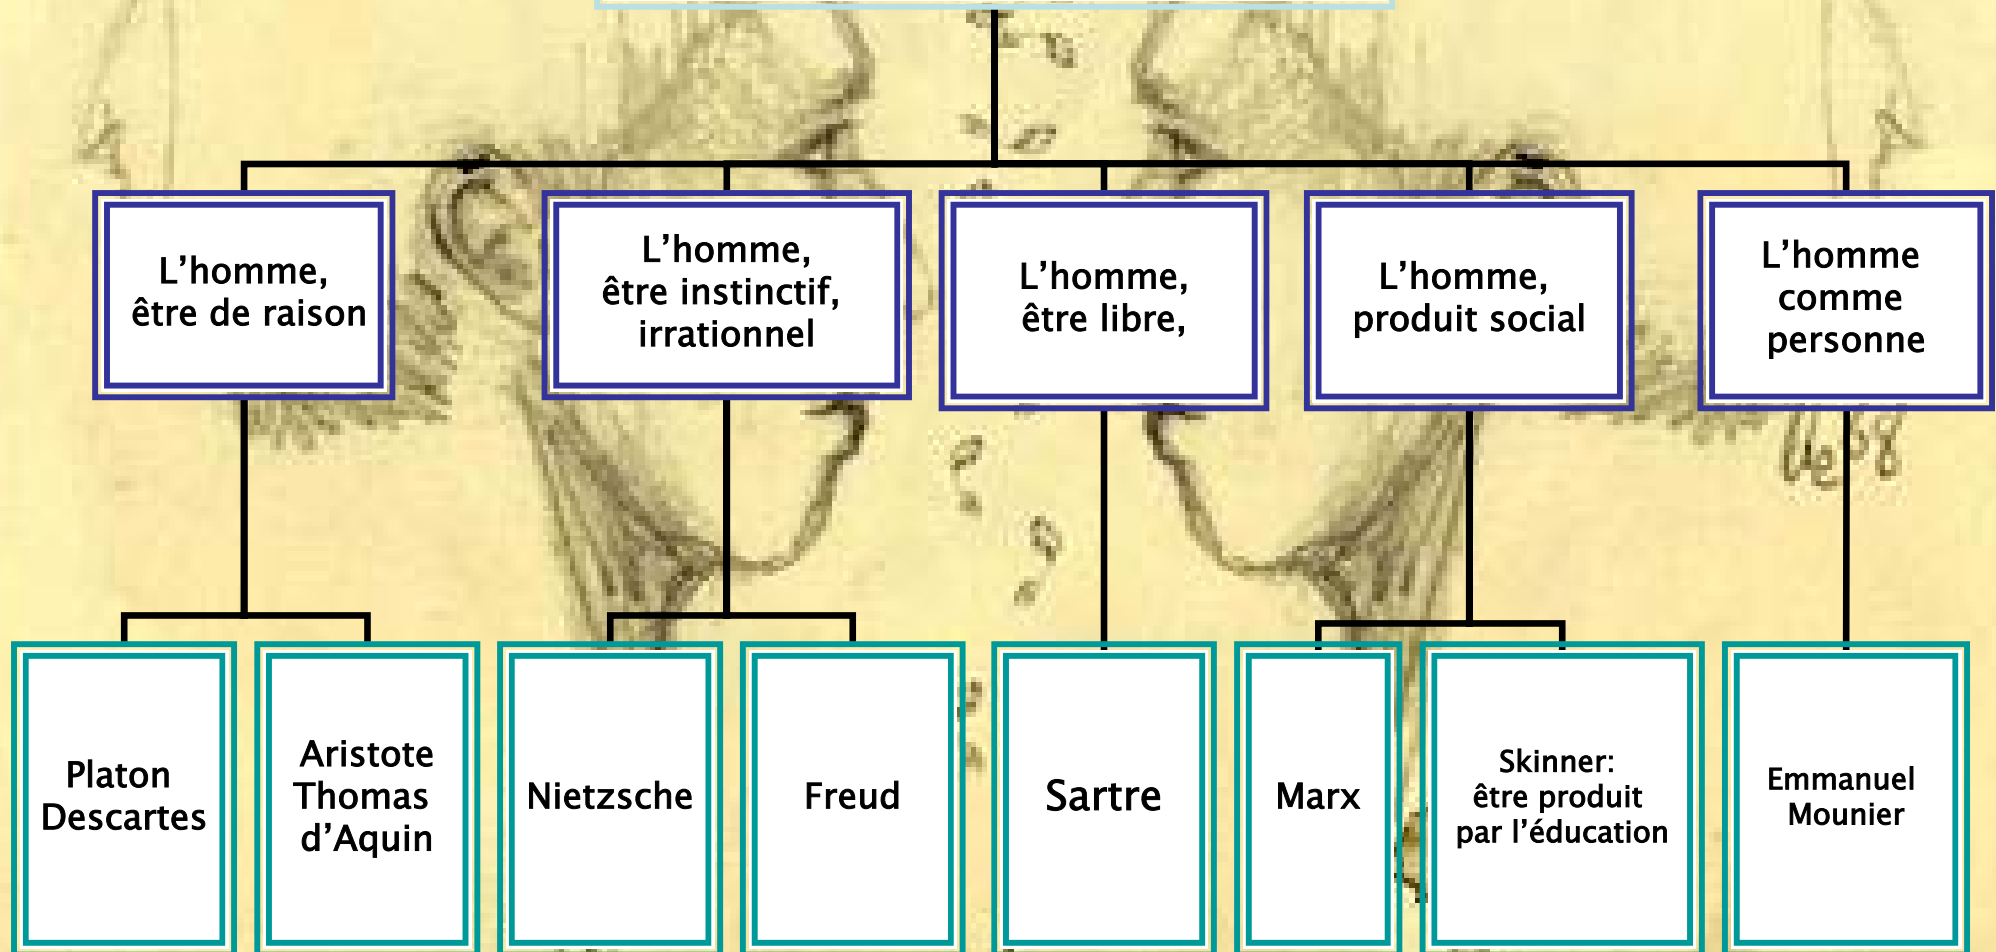 L’homme,
être de raison
L’homme,
être instinctif,
irrationnel
L’homme,
être libre,
L’homme,
produit social
L’homme
comme
personne
Platon
Descartes
Aristote
Thomas
d’Aquin
Nietzsche
Freud
Sartre
Marx
Skinner:
être produit
par l’éducation
Emmanuel
Mounier